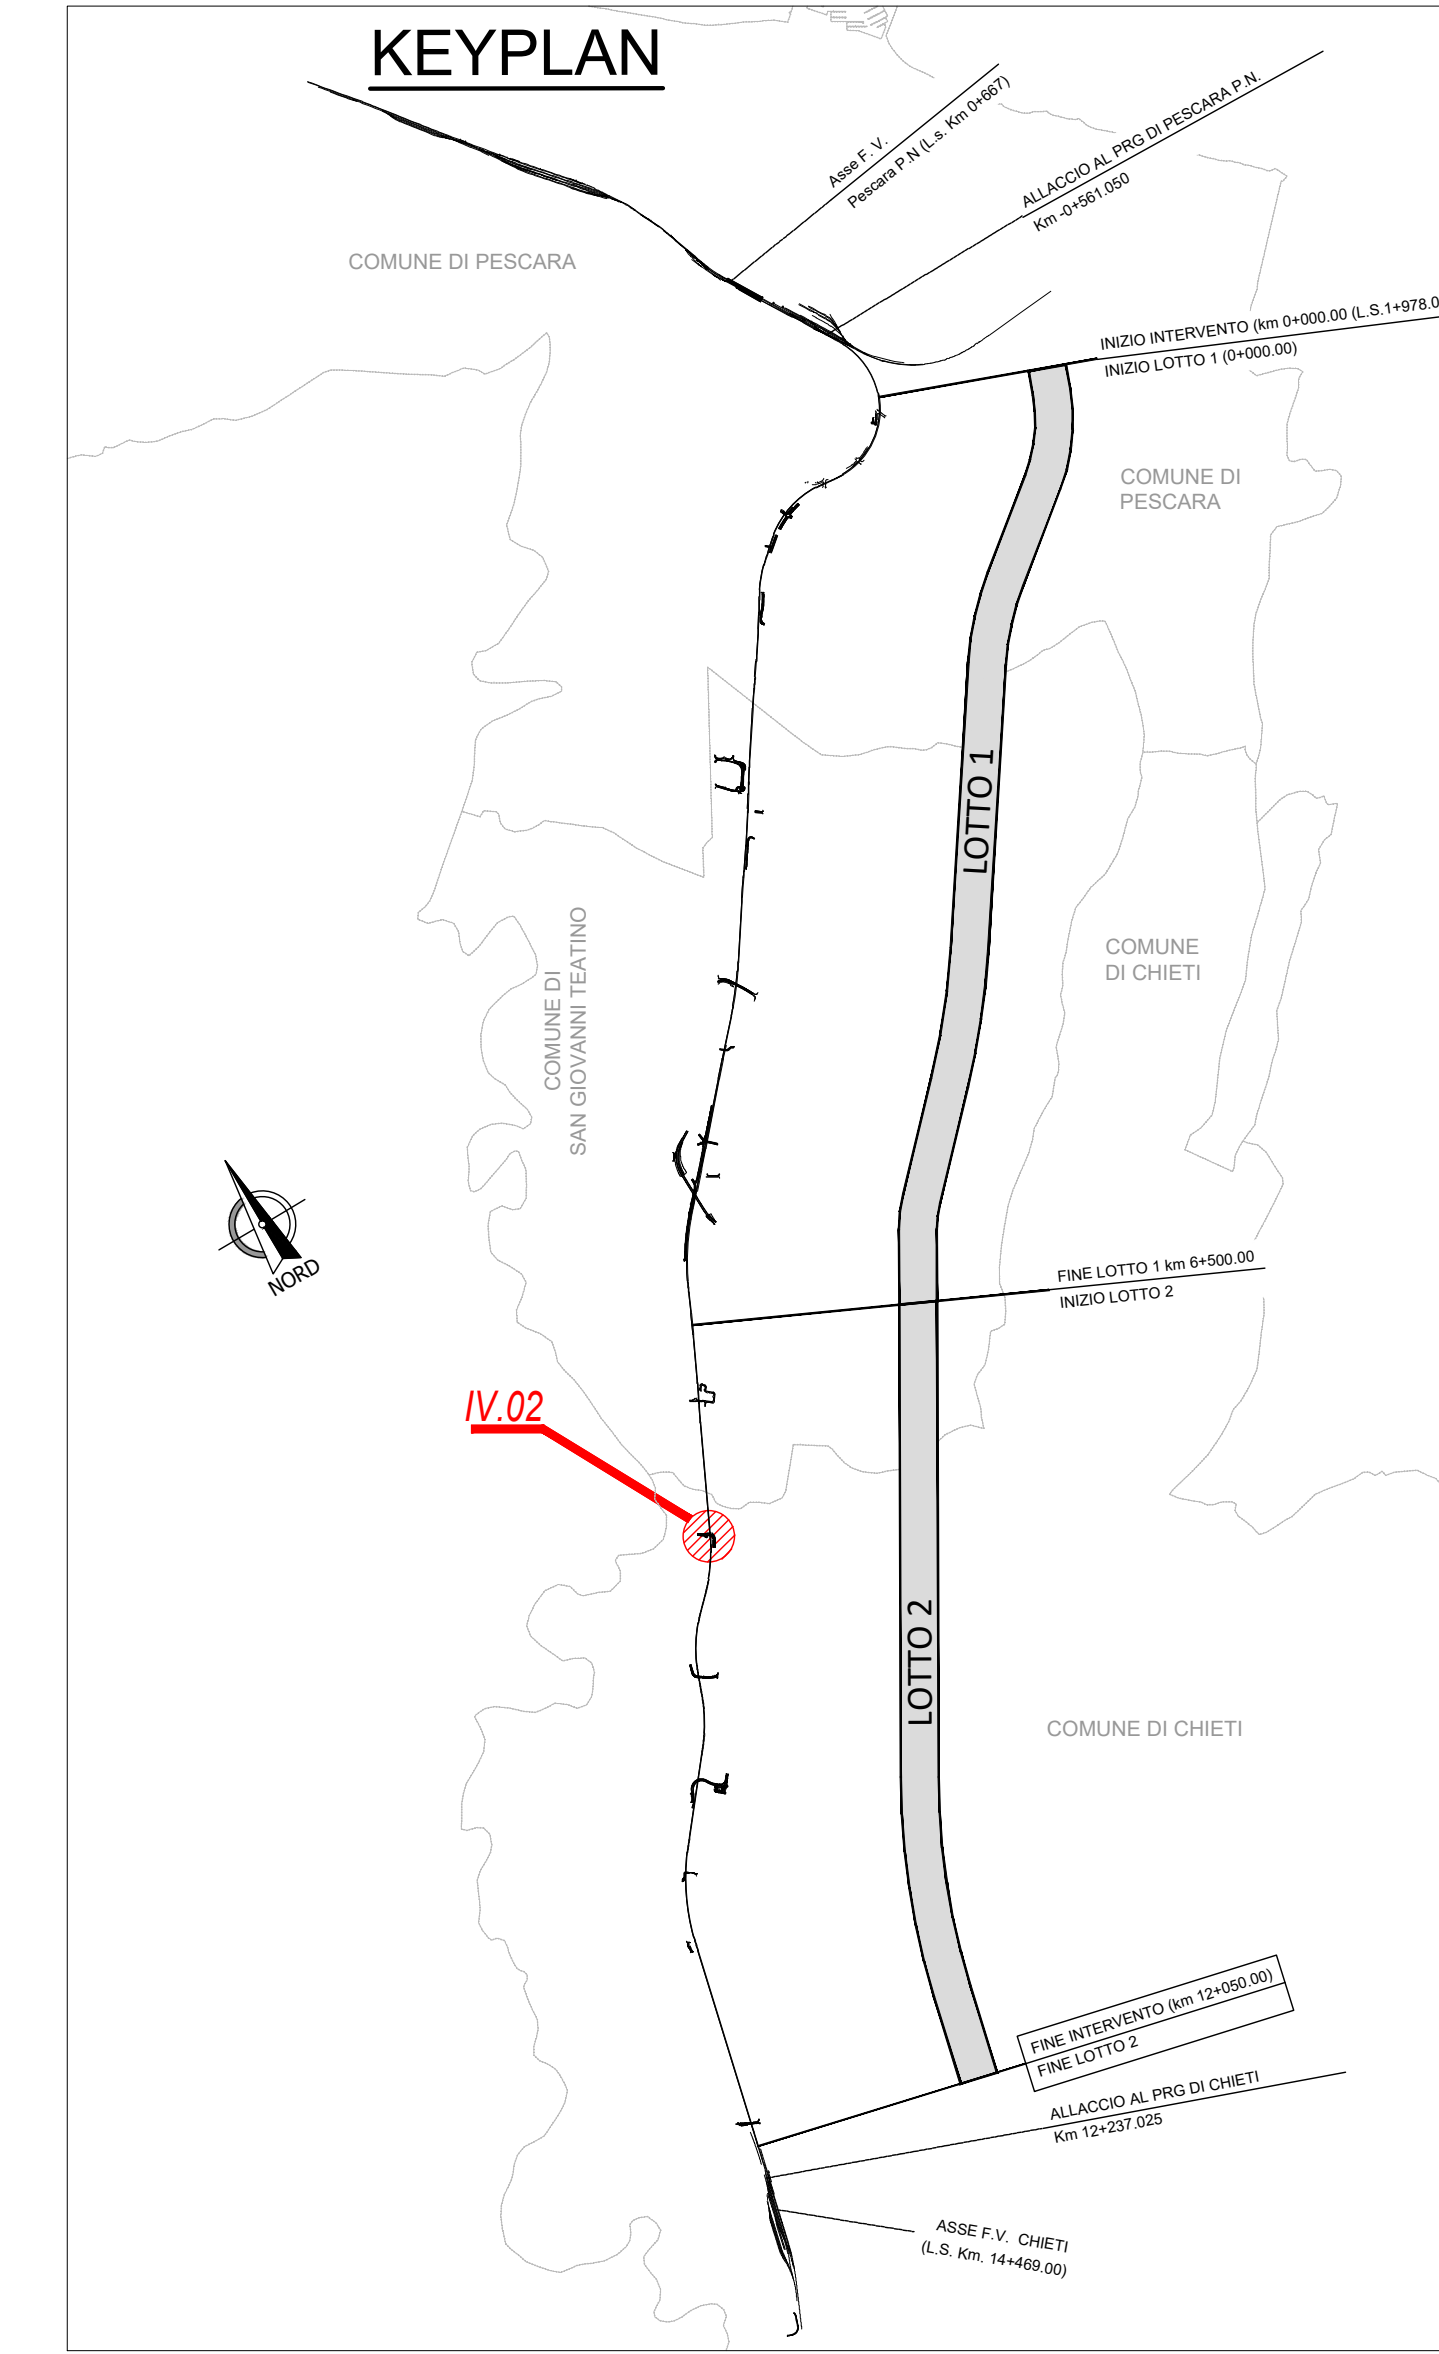 KEYPLAN
Asse F. V.
Pescara P.N (L.s. Km 0+667)
ALLACCIO AL PRG DI PESCARA P.N.
Km -0+561.050
COMUNE DI PESCARA
INIZIO INTERVENTO (km 0+000.00 (L.S.1+978.0
INIZIO LOTTO 1 (0+000.00)
COMUNE DI
PESCARA
LOTTO 1
COMUNE DI
SAN GIOVANNI TEATINO
COMUNE
DI CHIETI
NORD
FINE LOTTO 1 km 6+500.00
INIZIO LOTTO 2
IV.02
LOTTO 2
COMUNE DI CHIETI
FINE INTERVENTO (km 12+050.00)
FINE LOTTO 2
ALLACCIO AL PRG DI CHIETI
Km 12+237.025
ASSE F.V. CHIETI
(L.S. Km. 14+469.00)